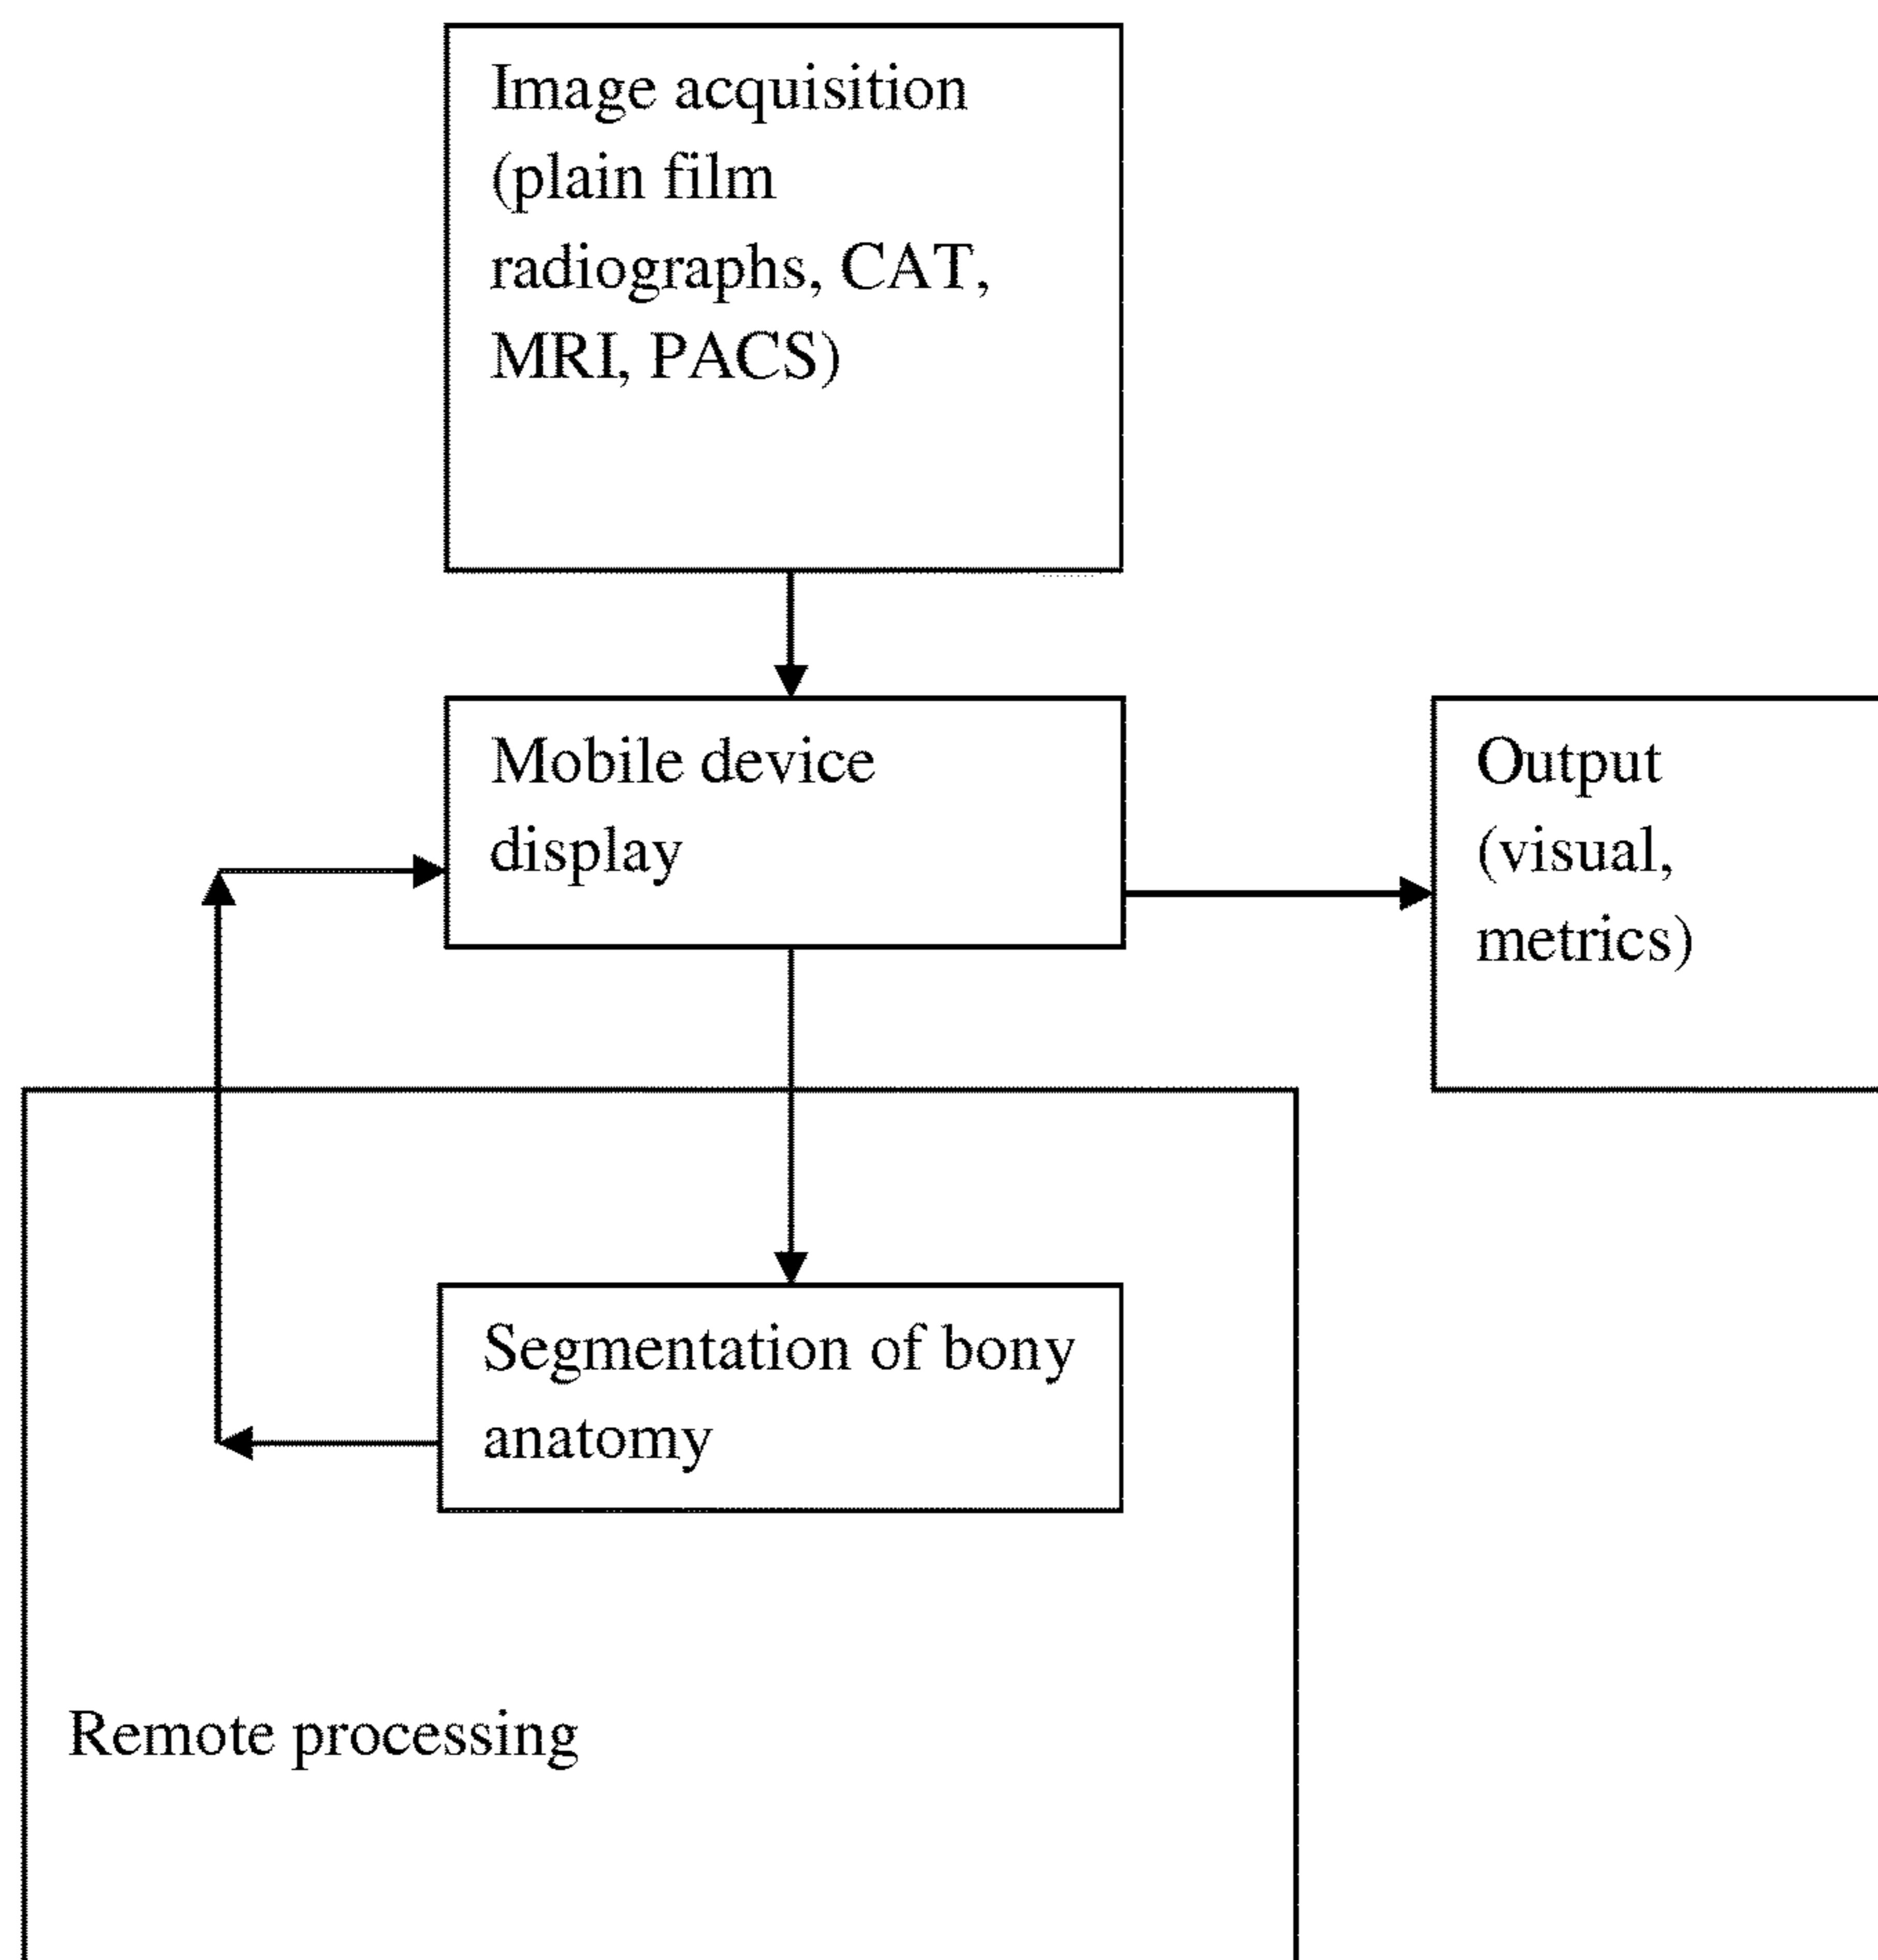 Image acquisition
(plain film
radiographs, CAT,
MRI, PACS)
Mobile device
display
Output
(visual,
metrics)
Segmentation of bony
anatomy
Remote processing